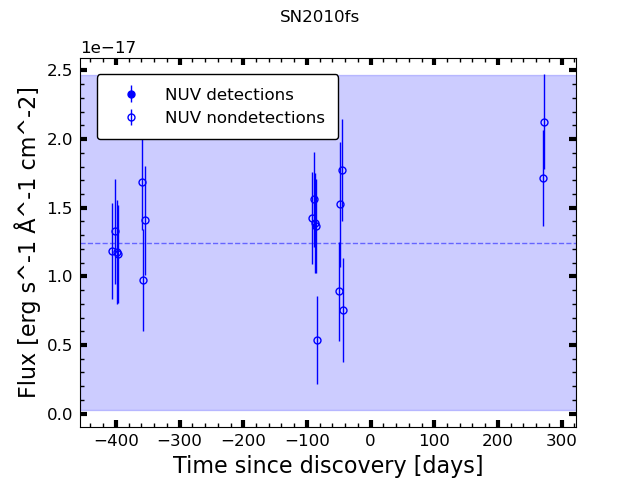 SN2010fs
1e−17
NUV detections
NUV nondetections
2.5
2.0
1.5
1.0
0.5
0.0
Flux [erg s^-1 Å^-1 cm^-2]
−400 −300 −200 −100 0 100 200 300
Time since discovery [days]